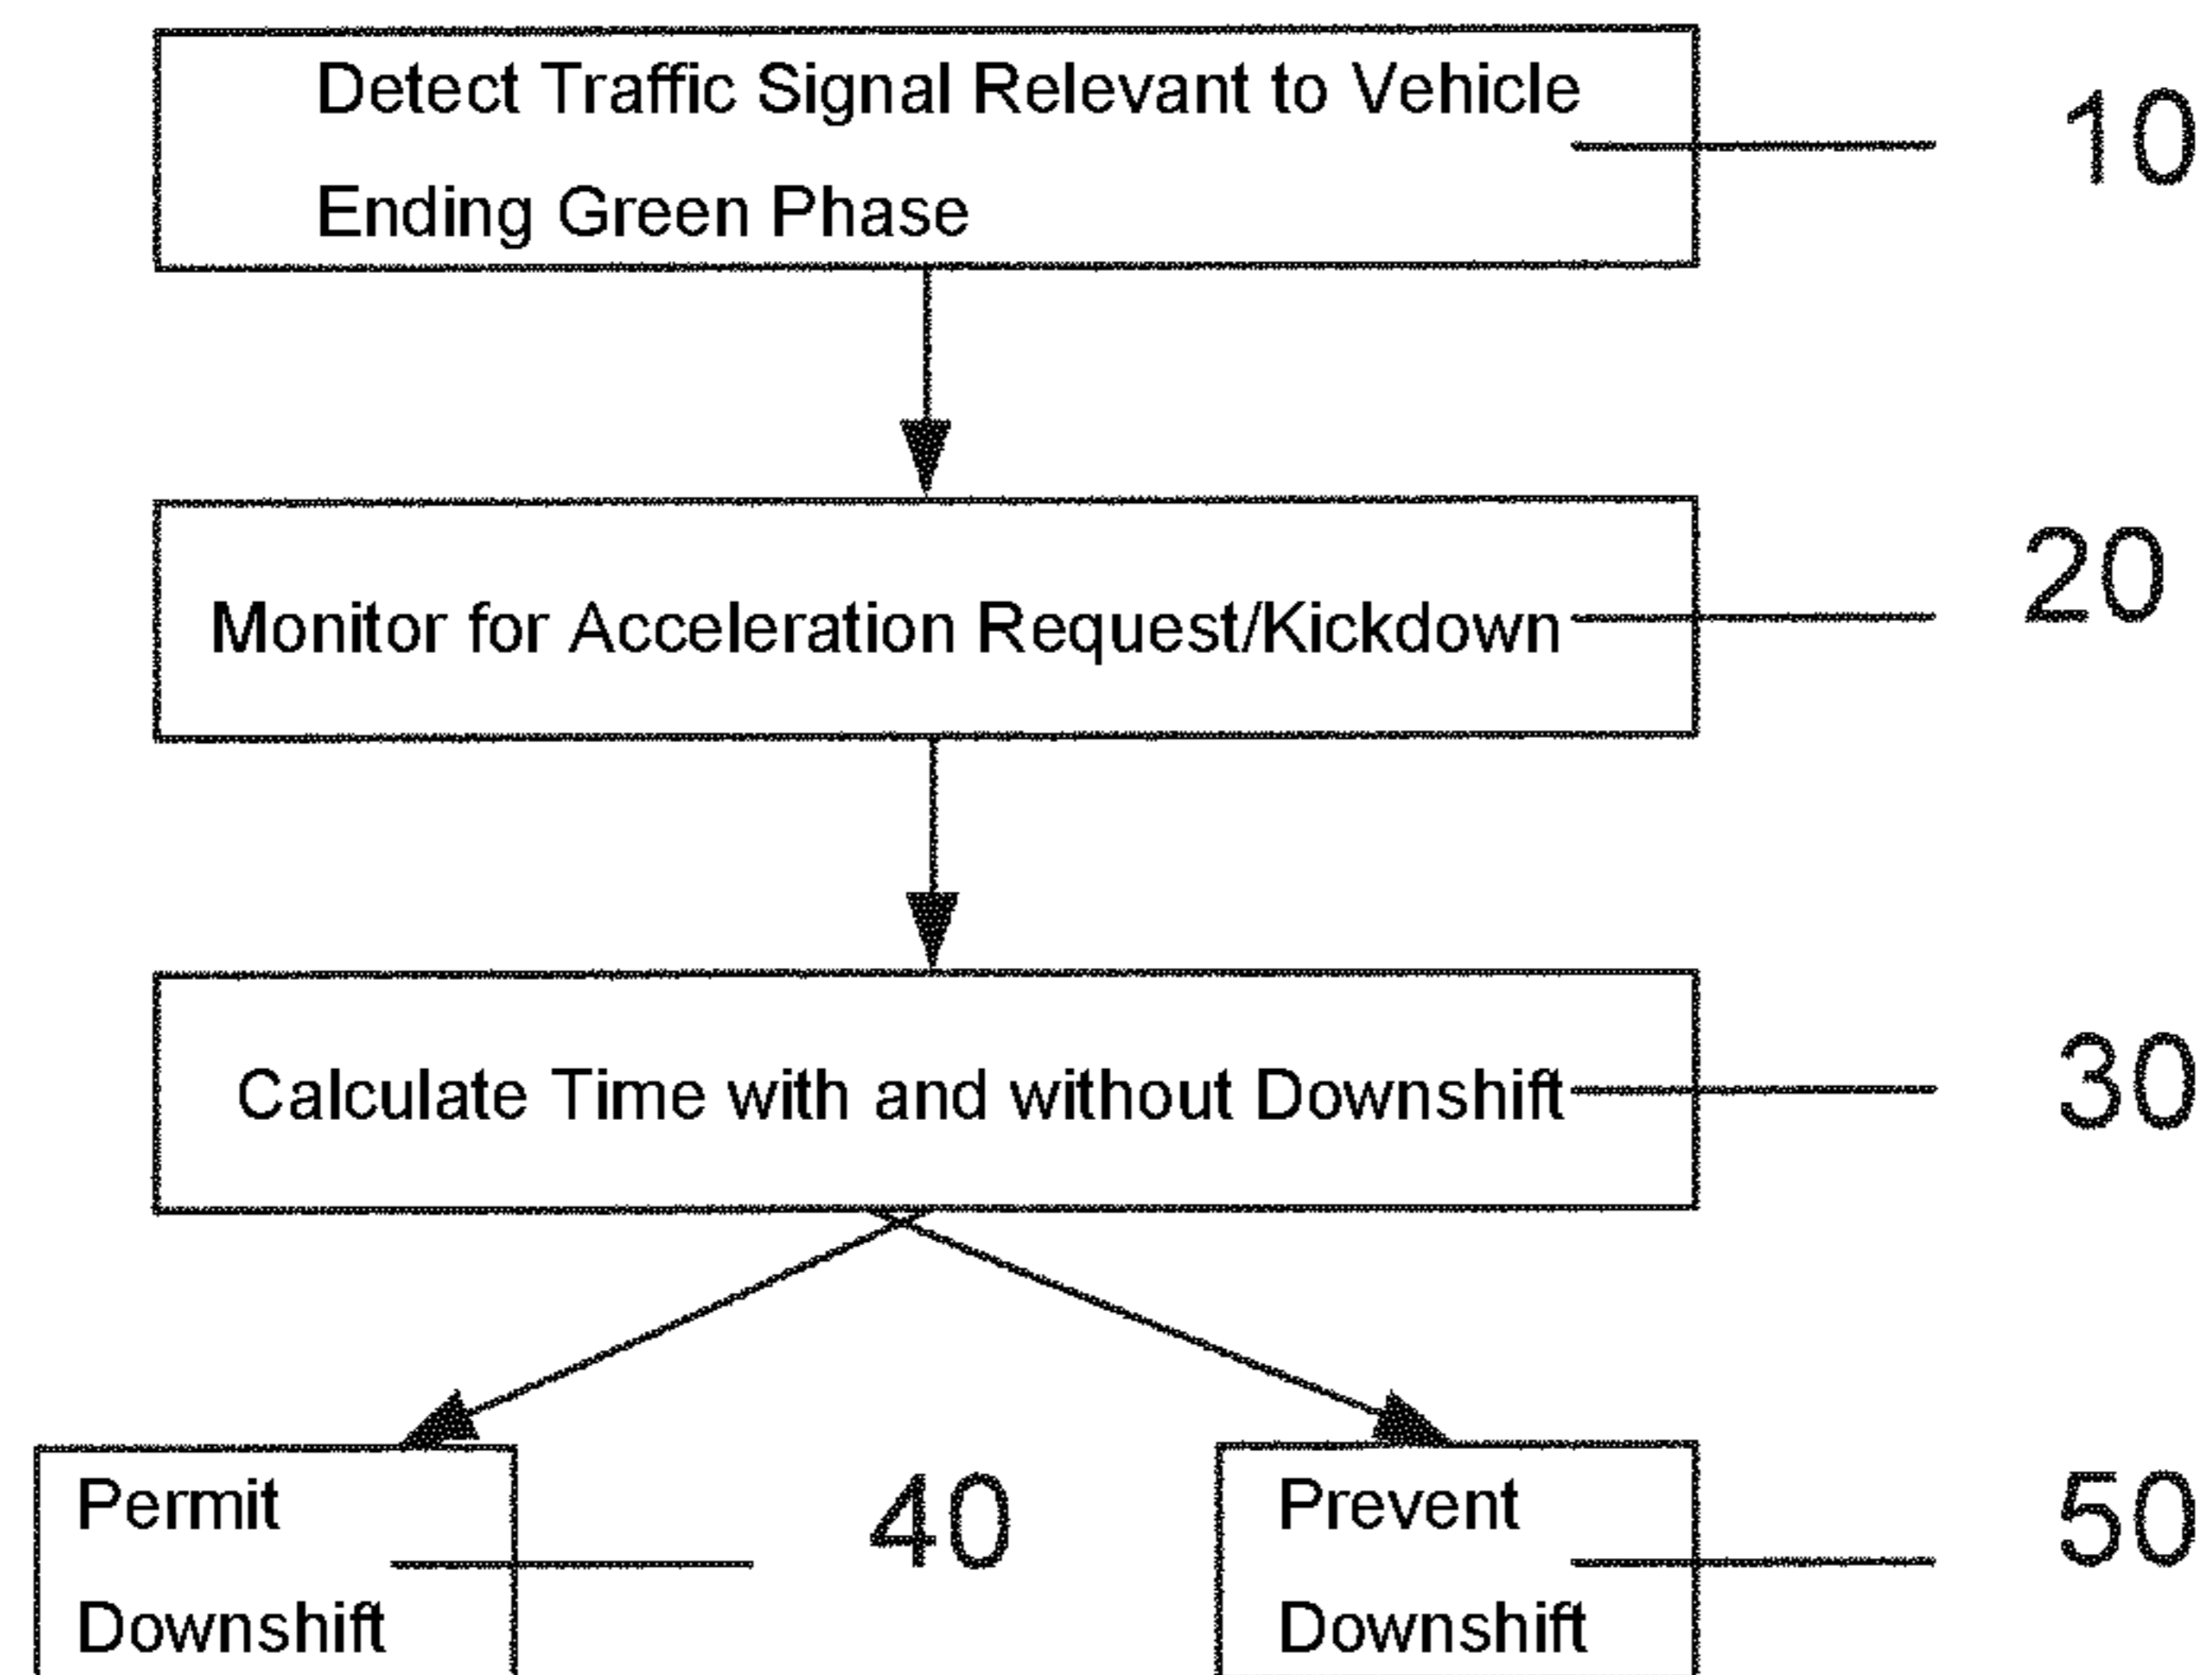 Detect Traffic Signal Relevant to Vehicle
Ending Green Phase
10
Monitor for Acceleration Request/Kickdown
20
Calculate Time with and without Downshift
30
Permit
Downshift
40
Prevent
Downshift
50